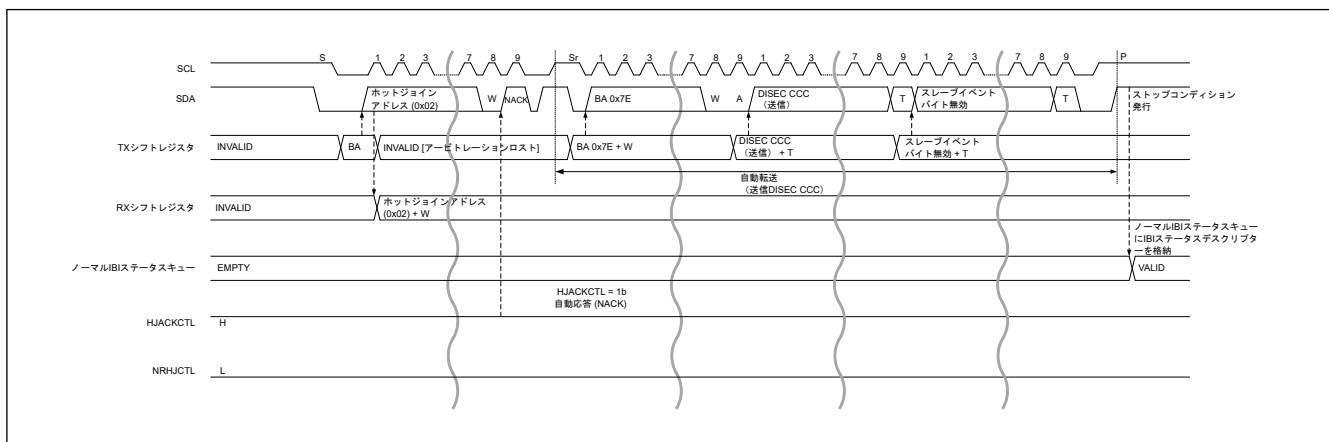 S 1 2 3 7 8 9 Sr 1 2 3 7 8 9 1 2 3 7 8 9 1 2 3 7 8 9 P
SCL
SDA
ホットジョイン
アドレス (0x02)
W
NACK
BA 0x7E
W
A
DISEC CCC
(送信)
T
スレーブイベント
バイト無効
T
ストップコンディション
発行
TXシフトレジスタ
INVALID
BA
INVALID [アービトレーションロスト]
BA 0x7E + W
DISEC CCC
(送信) + T
スレーブイベント
バイト無効 + T
自動転送
(送信DISEC CCC)
RXシフトレジスタ
INVALID
ホットジョインアドレス
(0x02) + W
ノーマルIBIステータスキュー
にIBIステータスデスクリプタ
ーを格納
ノーマルIBIステータスキュー
EMPTY
VALID
HJACKCTL = 1b
自動応答 (NACK)
HJACKCTL
H
NRHJCTL
L